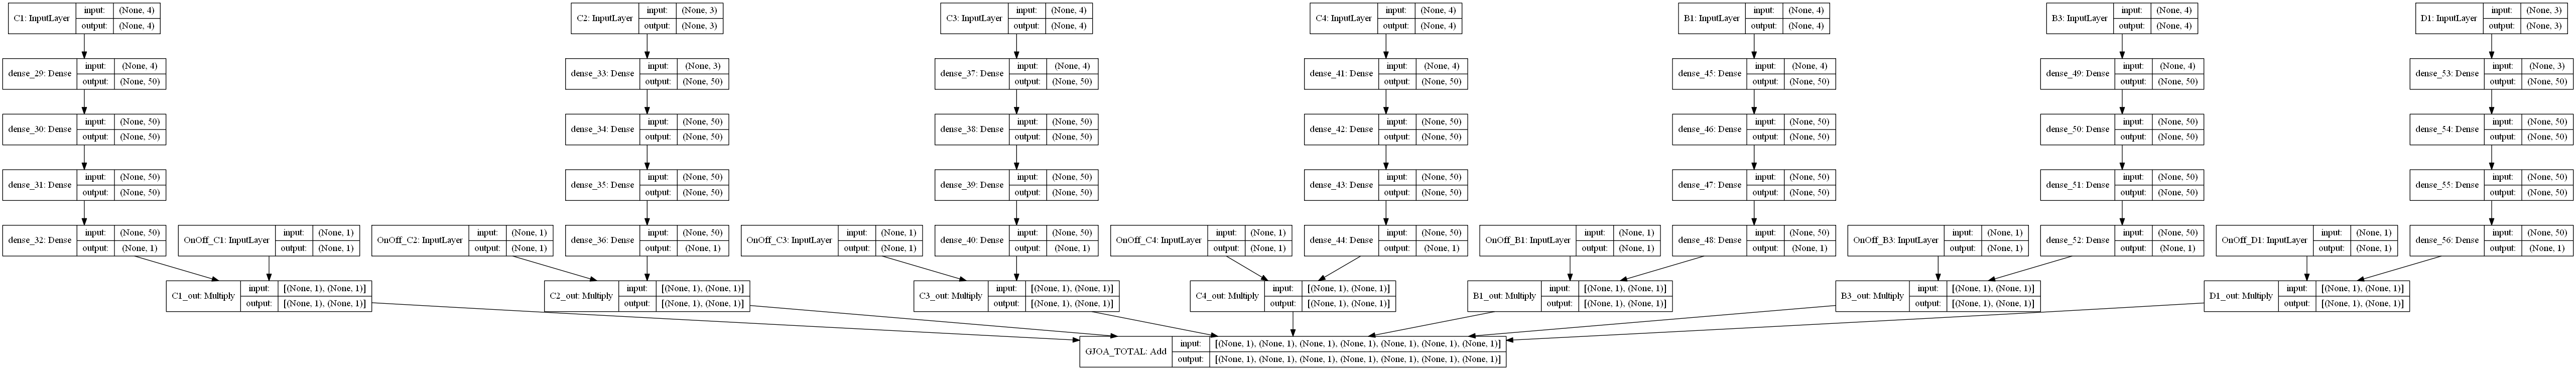 C1: InputLayer input: (None, 4) output: (None, 4)
C2: InputLayer input: (None, 3) output: (None, 3)
C3: InputLayer input: (None, 4) output: (None, 4)
C4: InputLayer input: (None, 4) output: (None, 4)
B1: InputLayer input: (None, 4) output: (None, 4)
B3: InputLayer input: (None, 4) output: (None, 4)
D1: InputLayer input: (None, 3) output: (None, 3)
dense_29: Dense input: (None, 4) output: (None, 50)
dense_33: Dense input: (None, 3) output: (None, 50)
dense_37: Dense input: (None, 4) output: (None, 50)
dense_41: Dense input: (None, 4) output: (None, 50)
dense_45: Dense input: (None, 4) output: (None, 50)
dense_49: Dense input: (None, 4) output: (None, 50)
dense_53: Dense input: (None, 3) output: (None, 50)
dense_30: Dense input: (None, 50) output: (None, 50)
dense_34: Dense input: (None, 50) output: (None, 50)
dense_38: Dense input: (None, 50) output: (None, 50)
dense_42: Dense input: (None, 50) output: (None, 50)
dense_46: Dense input: (None, 50) output: (None, 50)
dense_50: Dense input: (None, 50) output: (None, 50)
dense_54: Dense input: (None, 50) output: (None, 50)
dense_31: Dense input: (None, 50) output: (None, 50)
dense_35: Dense input: (None, 50) output: (None, 50)
dense_39: Dense input: (None, 50) output: (None, 50)
dense_43: Dense input: (None, 50) output: (None, 50)
dense_47: Dense input: (None, 50) output: (None, 50)
dense_51: Dense input: (None, 50) output: (None, 50)
dense_55: Dense input: (None, 50) output: (None, 50)
dense_32: Dense input: (None, 50) output: (None, 1)
OnOff_C1: InputLayer input: (None, 1) output: (None, 1)
OnOff_C2: InputLayer input: (None, 1) output: (None, 1)
dense_36: Dense input: (None, 50) output: (None, 1)
OnOff_C3: InputLayer input: (None, 1) output: (None, 1)
dense_40: Dense input: (None, 50) output: (None, 1)
OnOff_C4: InputLayer input: (None, 1) output: (None, 1)
dense_44: Dense input: (None, 50) output: (None, 1)
OnOff_B1: InputLayer input: (None, 1) output: (None, 1)
dense_48: Dense input: (None, 50) output: (None, 1)
OnOff_B3: InputLayer input: (None, 1) output: (None, 1)
dense_52: Dense input: (None, 50) output: (None, 1)
OnOff_D1: InputLayer input: (None, 1) output: (None, 1)
dense_56: Dense input: (None, 50) output: (None, 1)
C1_out: Multiply input: [(None, 1), (None, 1)] output: [(None, 1), (None, 1)]
C2_out: Multiply input: [(None, 1), (None, 1)] output: [(None, 1), (None, 1)]
C3_out: Multiply input: [(None, 1), (None, 1)] output: [(None, 1), (None, 1)]
C4_out: Multiply input: [(None, 1), (None, 1)] output: [(None, 1), (None, 1)]
B1_out: Multiply input: [(None, 1), (None, 1)] output: [(None, 1), (None, 1)]
B3_out: Multiply input: [(None, 1), (None, 1)] output: [(None, 1), (None, 1)]
D1_out: Multiply input: [(None, 1), (None, 1)] output: [(None, 1), (None, 1)]
GJOA_TOTAL: Add input: [(None, 1), (None, 1), (None, 1), (None, 1), (None, 1), (None, 1), (None, 1)] output: [(None, 1), (None, 1), (None, 1), (None, 1), (None, 1), (None, 1), (None, 1)]